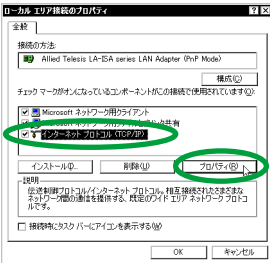 ローカル エリア接続のプロパティ
全般
接続の方法:
Allied Telesis LA-ISA series LAN Adapter (PnP Mode)
構成(C)
チェック マークがオンになっているコンポーネントがこの接続で使用されています(O):
Microsoft ネットワーク用クライアント
Microsoft ネットワーク用 共有
インターネット プロトコル (TCP/IP)
インストール(I)...
削除(U)
プロパティ(R)
説明
伝送制御プロトコル/インターネット プロトコル。相互接続されたさまざまな
ネットワーク間の通信を提供する、既定のワイド エリア ネットワーク プロトコ
ルです。
接続時にタスク バーにアイコンを表示する(W)
OK
キャンセル